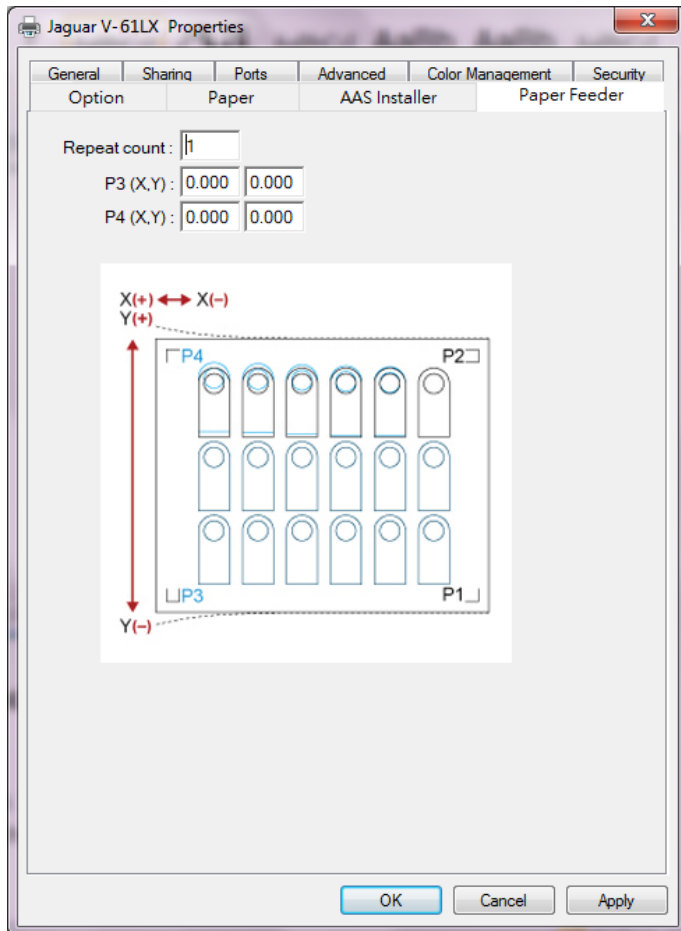 Jaguar V-61LX Properties
General Sharing Ports Advanced Color Management Security
Option Paper AAS Installer Paper Feeder
Repeat count : 1
P3 (X,Y) : 0.000 0.000
P4 (X,Y) : 0.000 0.000
X(+) X(-)
Y(+)
P4 P2
P3 P1
Y(-)
OK Cancel Apply